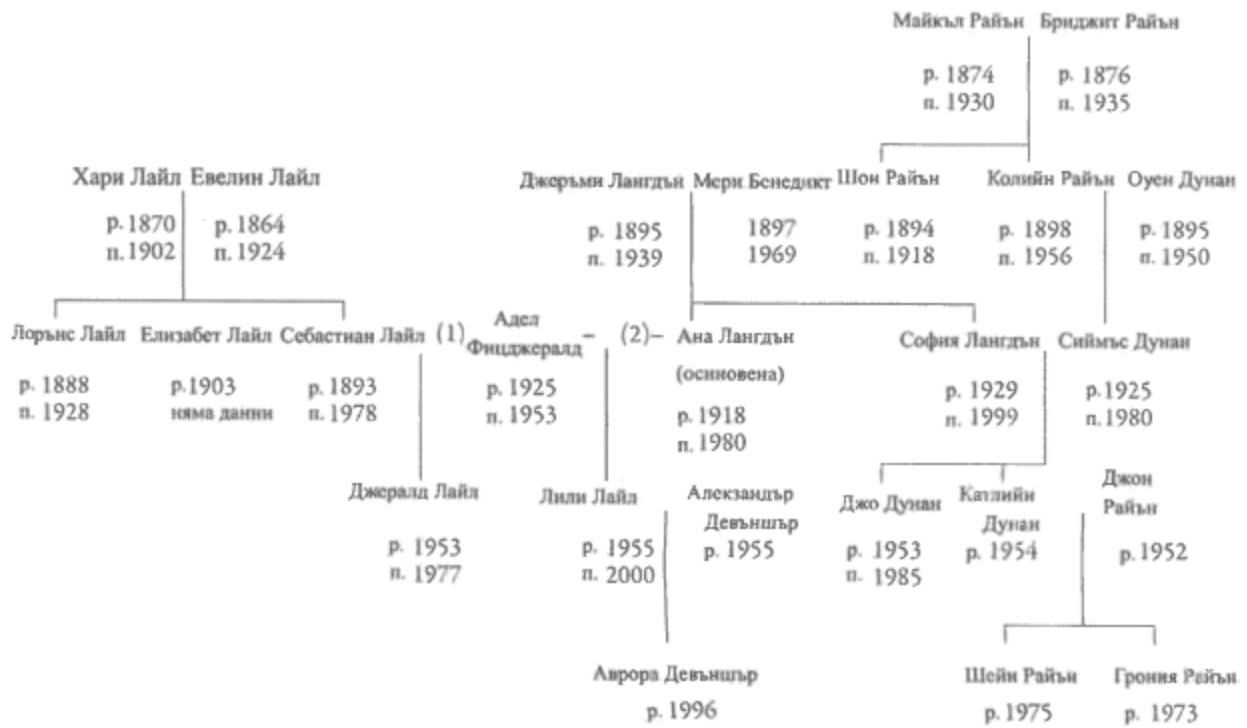 Майкъл Райън Бриджит Райън
р. 1874 р. 1876
п. 1930 п. 1935
Хари Лайл Евелин Лайл Джеръми Лангдън Мери Бенедикт Шон Райън Колийн Райън Оуен Дунан
р. 1870 р. 1864 р. 1895 1897 р. 1894 р. 1898 р. 1895
п. 1902 п. 1924 п. 1939 1969 п. 1918 п. 1956 п. 1950
Лорънс Лайл Елизабет Лайл Себастиан Лайл (1) Адел Фицджералд – (2)– Ана Лангдън София Лангдън Сиймъс Дунан
(осиновена)
р. 1888 р.1903 р. 1893 р. 1925 р. 1929 р.1925
п. 1928 няма данни п. 1978 п. 1953 р. 1918 п. 1999 п. 1980
п. 1980
Джералд Лайл Лили Лайл Александър Девъншър Джо Дунан Катлийн Дунан Джон Райън
р. 1953 р. 1955 р. 1955 р. 1953 р. 1954 р. 1952
п. 1977 п. 2000 п. 1985
Аврора Девъншър Шейн Райън Грония Райън
р. 1996 р. 1975 р. 1973